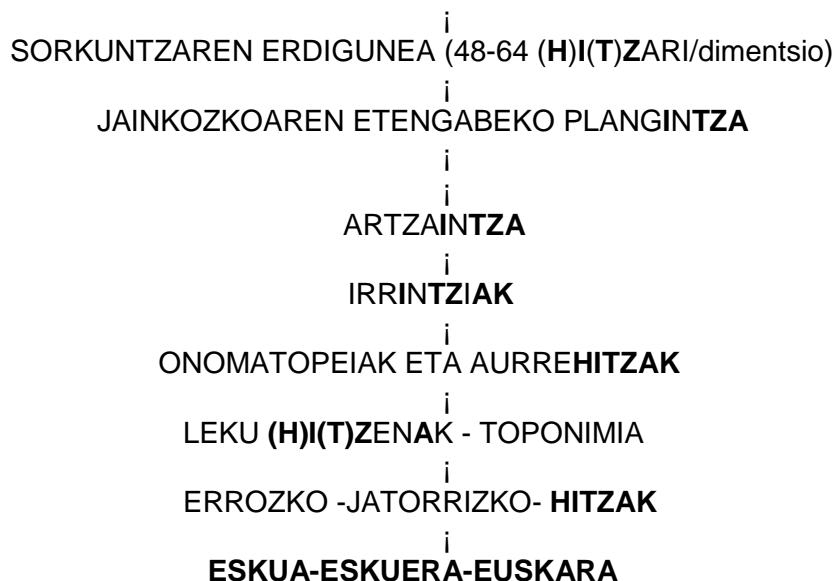 ¡
SORKUNTZAREN ERDIGUNEA (48-64 (H)I(T)ZARI/dimentsio)
¡
JAINKOZKOAREN ETENGABEKO PLANGINTZA
¡
¡
ARTZAINTZA
¡
IRRINTZIAK
¡
ONOMATOPEIAK ETA AURREHITZAK
¡
LEKU (H)I(T)ZENAK - TOPONIMIA
¡
ERROZKO -JATORRIZKO- HITZAK
¡
ESKUA-ESKUERA-EUSKARA